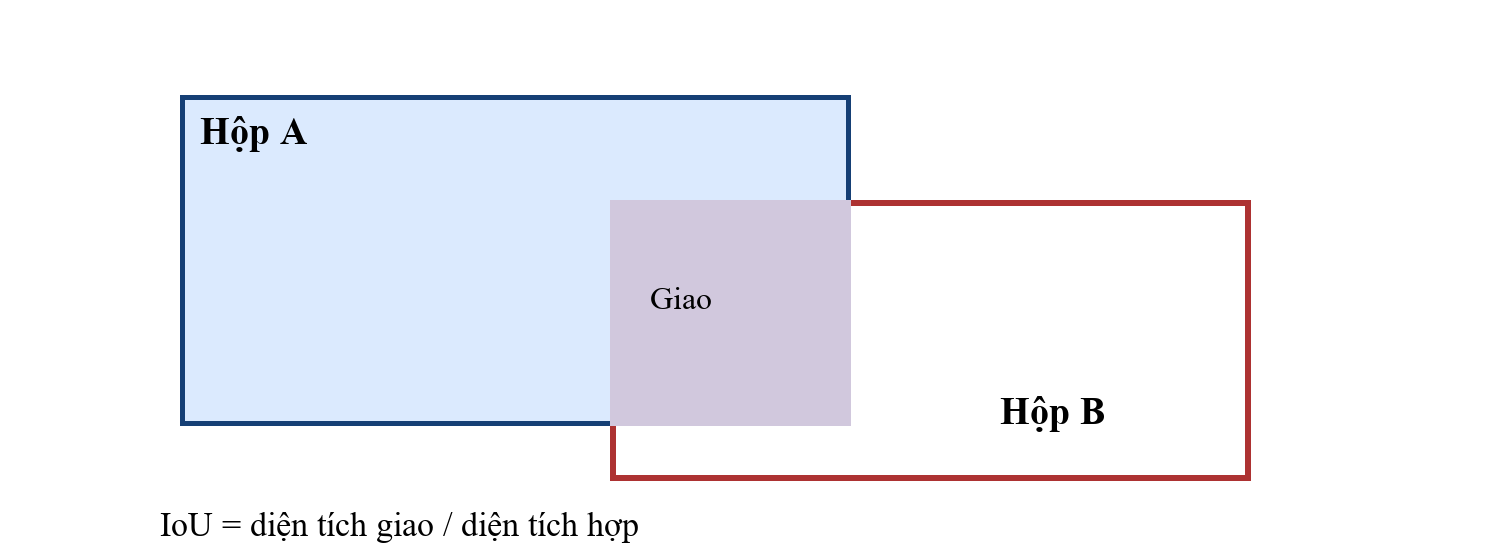 Hộp A
Giao
Hộp B
IoU = diện tích giao / diện tích hợp